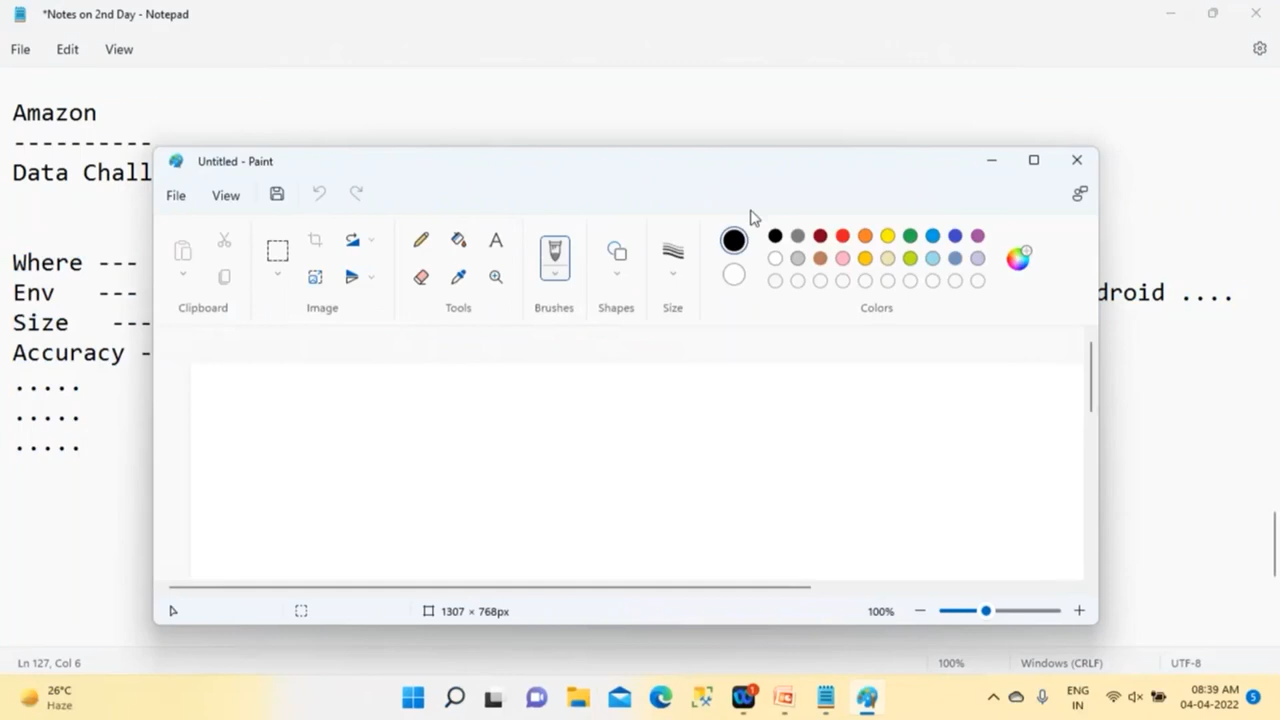 *Notes on 2nd Day - Notepad
File Edit View
Amazon
----------
Data Chall
Where ---
Env ---
Size ---
Accuracy -
.....
.....
.....
droid ....
Untitled - Paint
File View
Clipboard Image Tools Brushes Shapes Size Colors
1307 × 768px
100%
Ln 127, Col 6
100%
Windows (CRLF)
UTF-8
26°C
Haze
1
ENG
IN
08:39 AM
04-04-2022
5